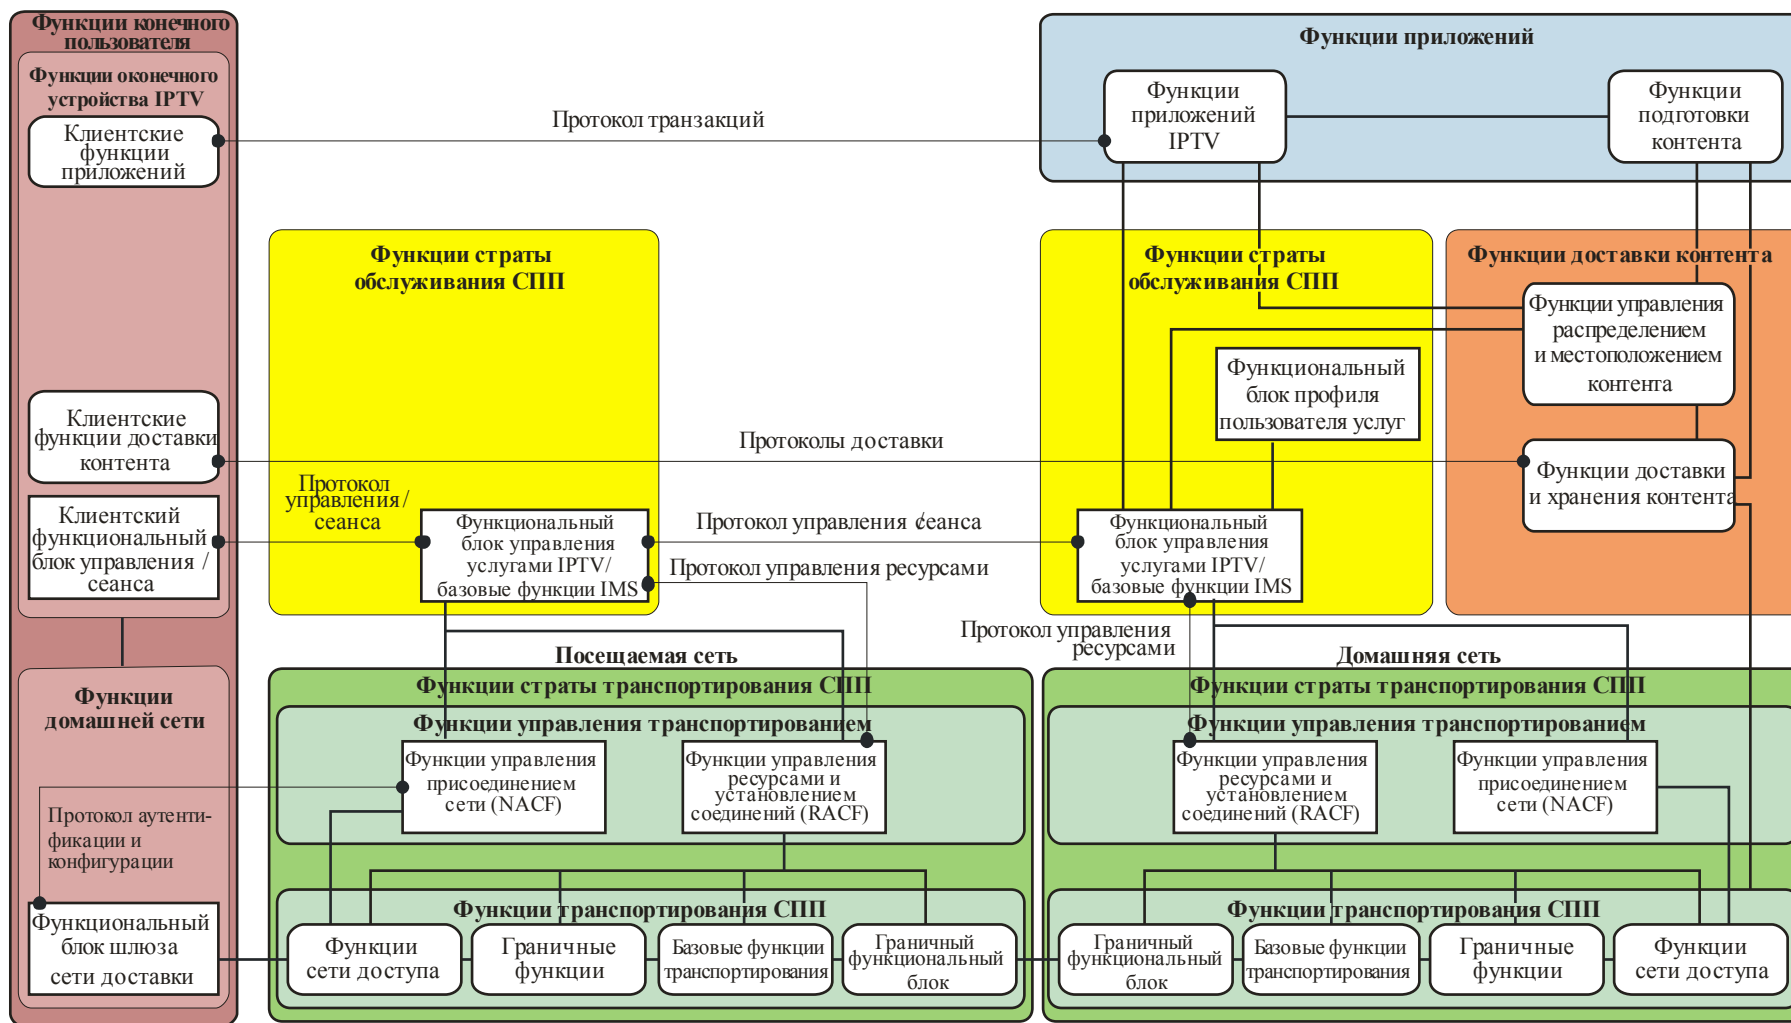 Функции конечного
пользователя
Функции оконечного
устройства IPTV
Клиентские
функции
приложений
Протокол транзакций
Функции приложений
Функции
приложений
IPTV
Функции
подготовки
контента
Функции страты
обслуживания СПП
Функции страты
обслуживания СПП
Функции доставки контента
Функции управления
распределением
и местоположением
контента
Функциональный
блок профиля
пользователя услуг
Клиентские
функции доставки
контента
Протоколы доставки
Функции доставки
и хранения контента
Клиентский
функциональный
блок управления /
сеанса
Протокол
управления/
сеанса
Функциональный
блок управления
услугами IPTV/
базовые функции IMS
Протокол управления сеанса
Протокол управления ресурсами
Функциональный
блок управления
услугами IPTV/
базовые функции IMS
Протокол управления
ресурсами
Посещаемая сеть
Домашняя сеть
Функции
домашней сети
Функции страты транспортирования СПП
Функции управления транспортированием
Функции управления
присоединением
сети (NACF)
Функции управления
ресурсами и
установлением
соединений (RACF)
Функции страты транспортирования СПП
Функции управления транспортированием
Функции управления
ресурсами и
установлением
соединений (RACF)
Функции управления
присоединением
сети (NACF)
Протокол аутенти-
фикации и
конфигурации
Функциональный
блок шлюза
сети доставки
Функции транспортирования СПП
Функции
сети доступа
Граничные
функции
Базовые функции
транспортирования
Граничный
функциональный
блок
Функции транспортирования СПП
Граничный
функциональный
блок
Базовые функции
транспортирования
Граничные
функции
Функции
сети доступа